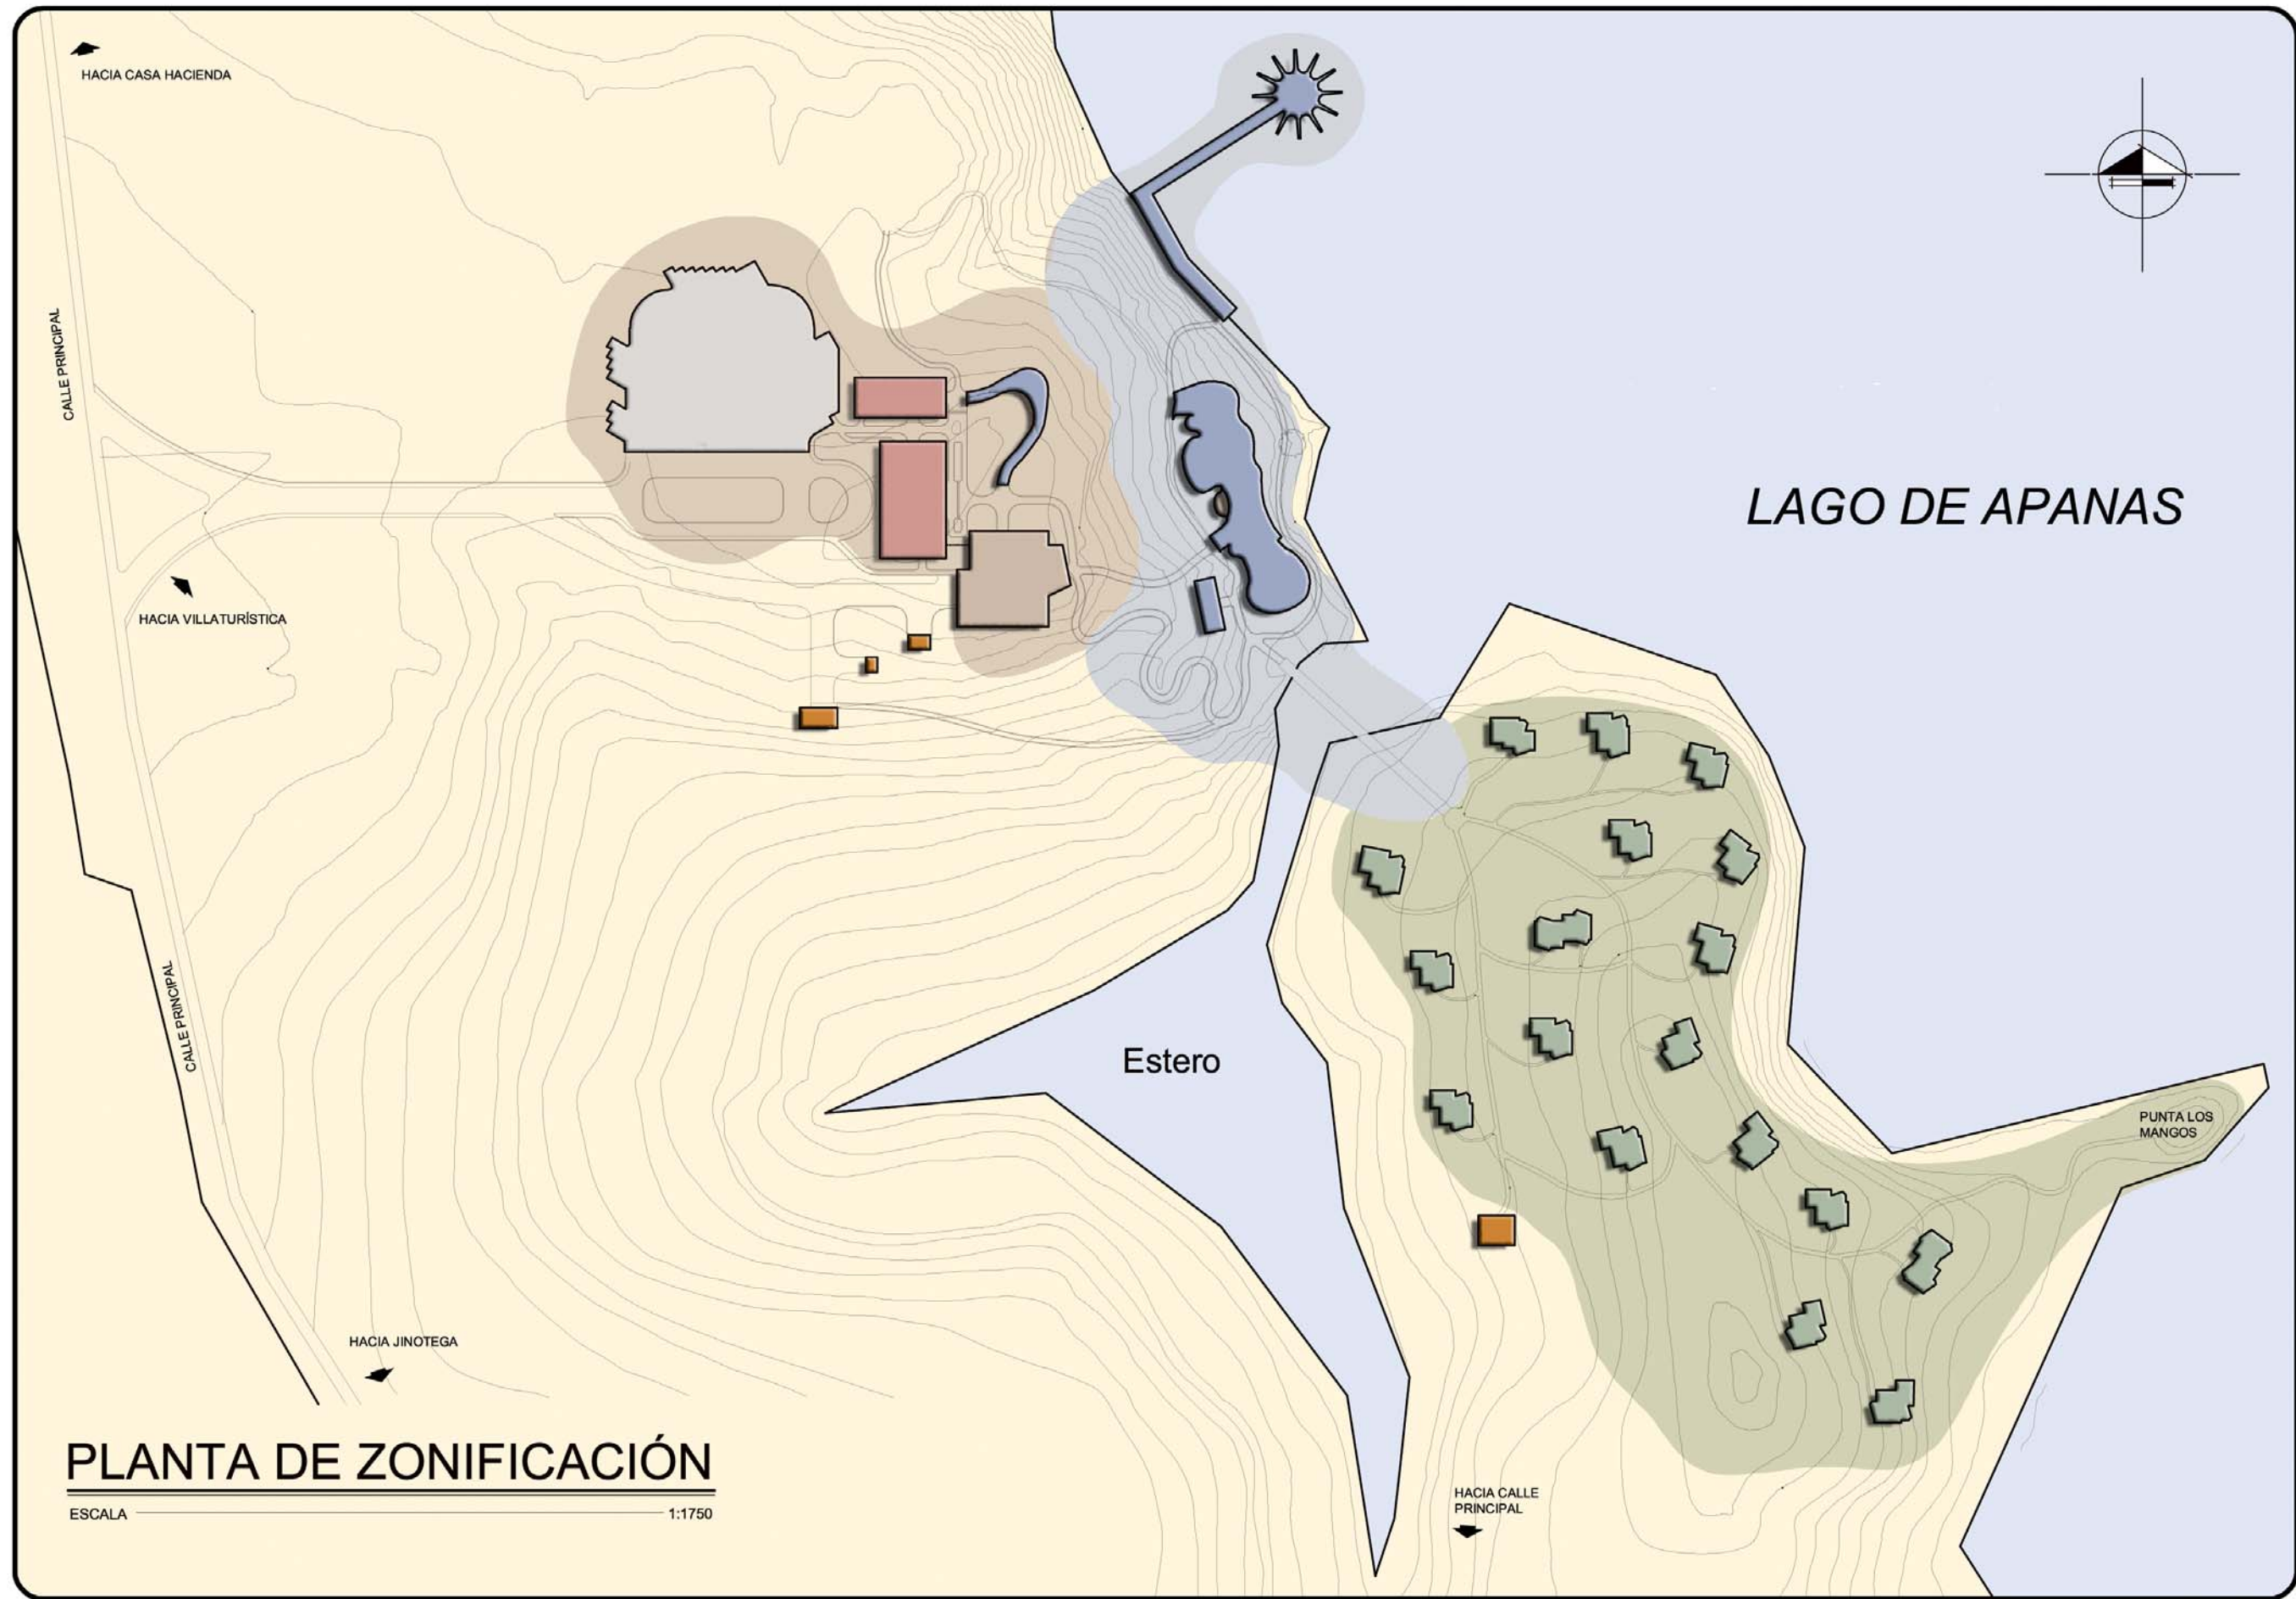 HACIA CASA HACIENDA
CALLE PRINCIPAL
LAGO DE APANAS
HACIA VILLATURÍSTICA
CALLE PRINCIPAL
Estero
PUNTA LOS
MANGOS
HACIA JINOTEGA
PLANTA DE ZONIFICACIÓN
ESCALA 1:1750
HACIA CALLE
PRINCIPAL